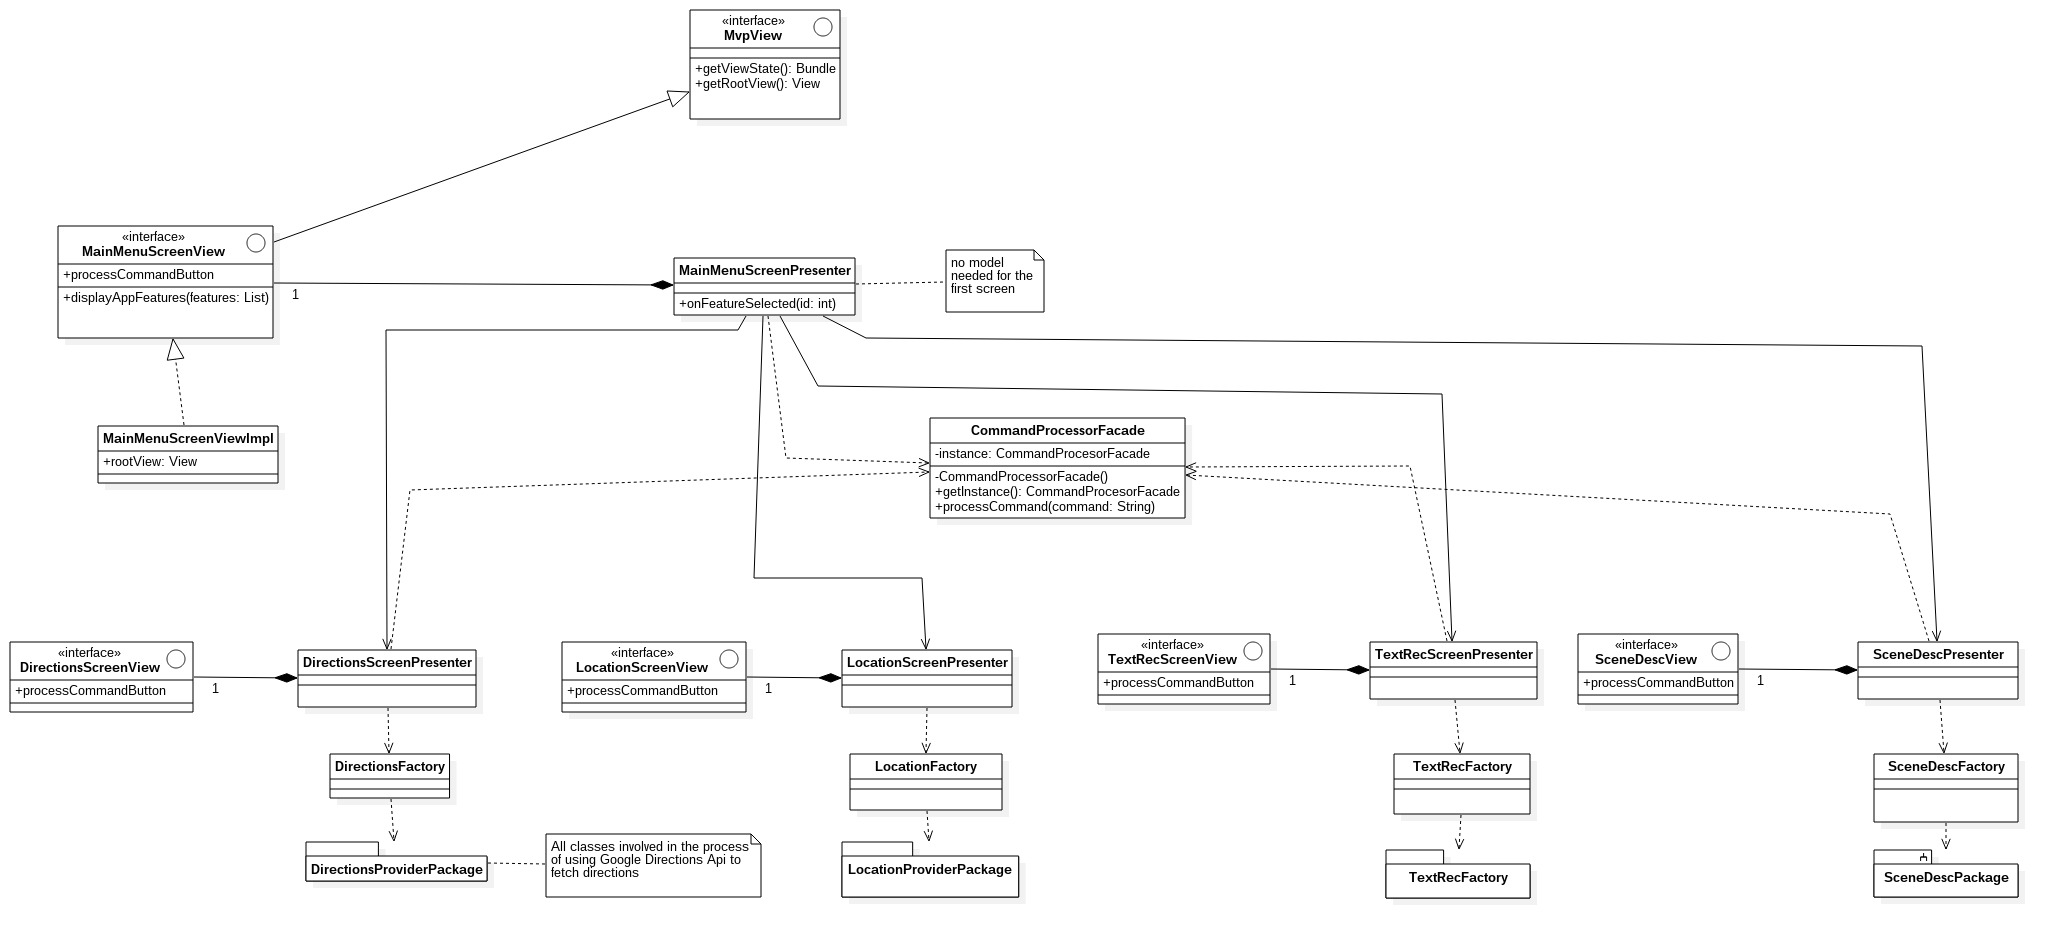 «interface»
MvpView
+getViewState(): Bundle
+getRootView(): View
«interface»
MainMenuScreenView
+processCommandButton
+displayAppFeatures(features: List)
1
MainMenuScreenPresenter
+onFeatureSelected(id: int)
no model
needed for the
first screen
MainMenuScreenViewImpl
+rootView: View
CommandProcessorFacade
-instance: CommandProcesorFacade
-CommandProcessorFacade()
+getInstance(): CommandProcesorFacade
+processCommand(command: String)
«interface»
DirectionsScreenView
+processCommandButton
1
DirectionsScreenPresenter
«interface»
LocationScreenView
+processCommandButton
1
LocationScreenPresenter
«interface»
TextRecScreenView
+processCommandButton
1
TextRecScreenPresenter
«interface»
SceneDescView
+processCommandButton
1
SceneDescPresenter
DirectionsFactory
LocationFactory
TextRecFactory
SceneDescFactory
DirectionsProviderPackage
All classes involved in the process
of using Google Directions Api to
fetch directions
LocationProviderPackage
TextRecFactory
SceneDescPackage